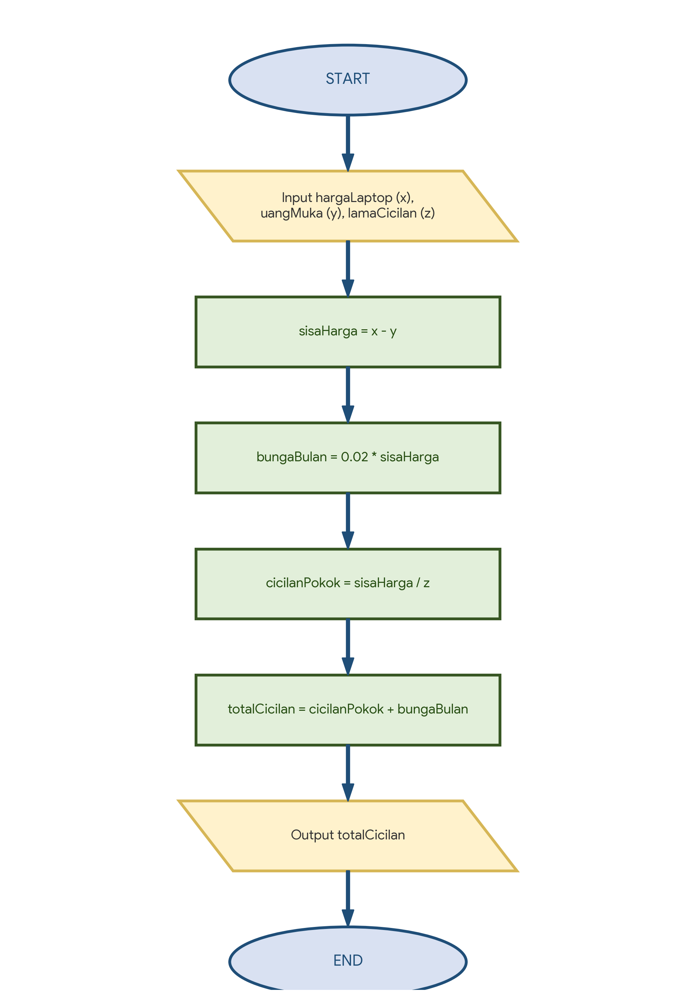 START
Input hargaLaptop (x),
uangMuka (y), lamaCicilan (z)
sisaHarga = x - y
bungaBulan = 0.02 * sisaHarga
cicilanPokok = sisaHarga / z
totalCicilan = cicilanPokok + bungaBulan
Output totalCicilan
END